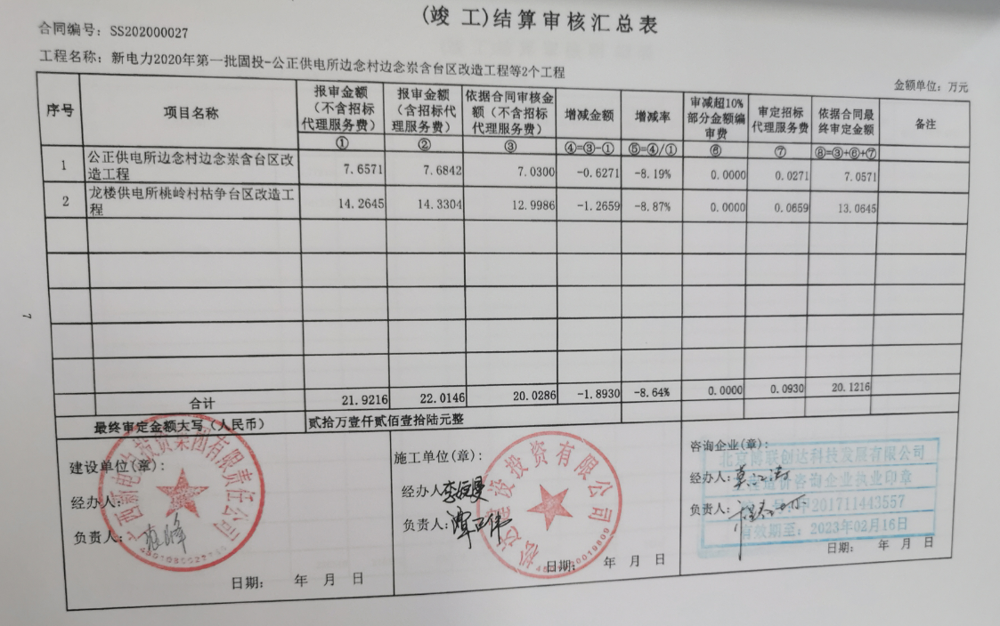 (竣 工)结算审核汇总表
合同编号: SS202000027
工程名称: 新电力2020年第一批固投-公正供电所边念村边念岽含台区改造工程等2个工程
金额单位: 万元
序号 项目名称 报审金额(不含招标代理服务费) 报审金额(含招标代理服务费) 依据合同审核金额(不含招标代理服务费) 增减金额 增减率 审减超10%部分金额编审费 审定招标代理服务费 依据合同最终审定金额 备注
① ② ③ ④=③-① ⑤=④/① ⑥ ⑦ ⑧=③+⑥+⑦
1 公正供电所边念村边念岽含台区改造工程 7.6571 7.6842 7.0300 -0.6271 -8.19% 0.0000 0.0271 7.0571
2 龙楼供电所桃岭村枯争台区改造工程 14.2645 14.3304 12.9986 -1.2659 -8.87% 0.0000 0.0659 13.0645
合计 21.9216 22.0146 20.0286 -1.8930 -8.64% 0.0000 0.0930 20.1216
最终审定金额大写（人民币） 贰拾万壹仟贰佰壹拾陆元整
建设单位(章):
经办人:
负责人:
日期: 年 月 日
施工单位(章):
经办人:
负责人:
日期: 年 月 日
咨询企业(章):
经办人:
负责人:
日期: 年 月 日
新电力投资集团有限责任公司
投资有限公司
北京博联创达科技发展有限公司
工程造价咨询企业执业印章
201711443557
有效期至: 2023年02月16日
7